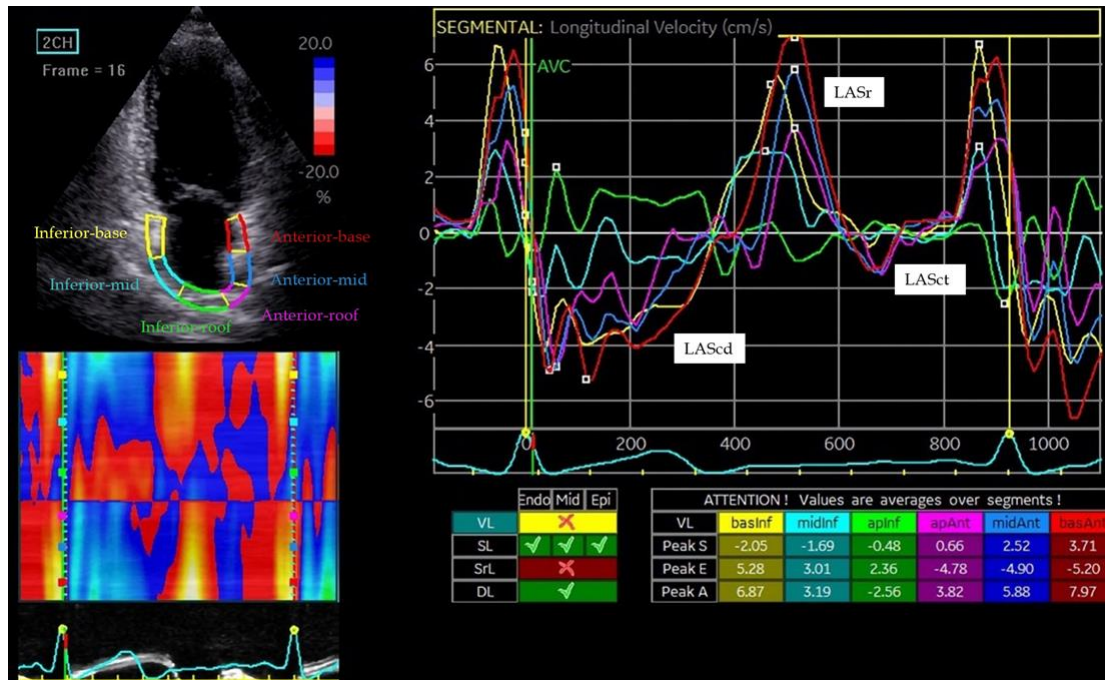 2CH
Frame = 16
20.0
-20.0
%
Inferior-base
Anterior-base
Inferior-mid
Anterior-mid
Inferior-roof
Anterior-roof
SEGMENTAL: Longitudinal Velocity (cm/s)
AVC
6
4
2
0
-2
-4
-6
LASr
LASct
LAScd
0 200 400 600 800 1000
Endo Mid Epi
VL
SL
SrL
DL
ATTENTION! Values are averages over segments!
VL basInf midInf apInf apAnt midAnt basAnt
Peak S -2.05 -1.69 -0.48 0.66 2.52 3.71
Peak E 5.28 3.01 2.36 -4.78 -4.90 -5.20
Peak A 6.87 3.19 -2.56 3.82 5.88 7.97